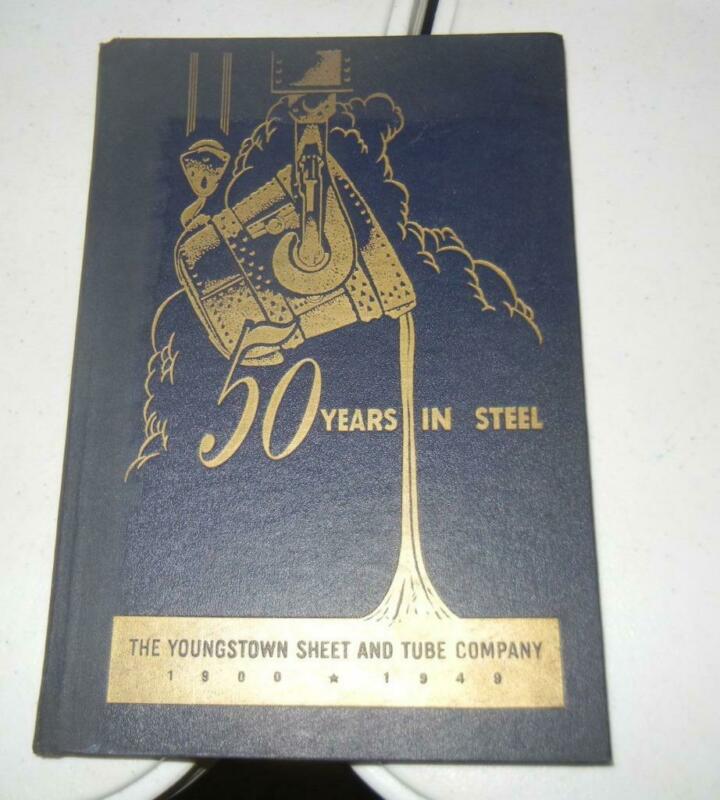 50 YEARS IN STEEL
THE YOUNGSTOWN SHEET AND TUBE COMPANY
1900 ★ 1949